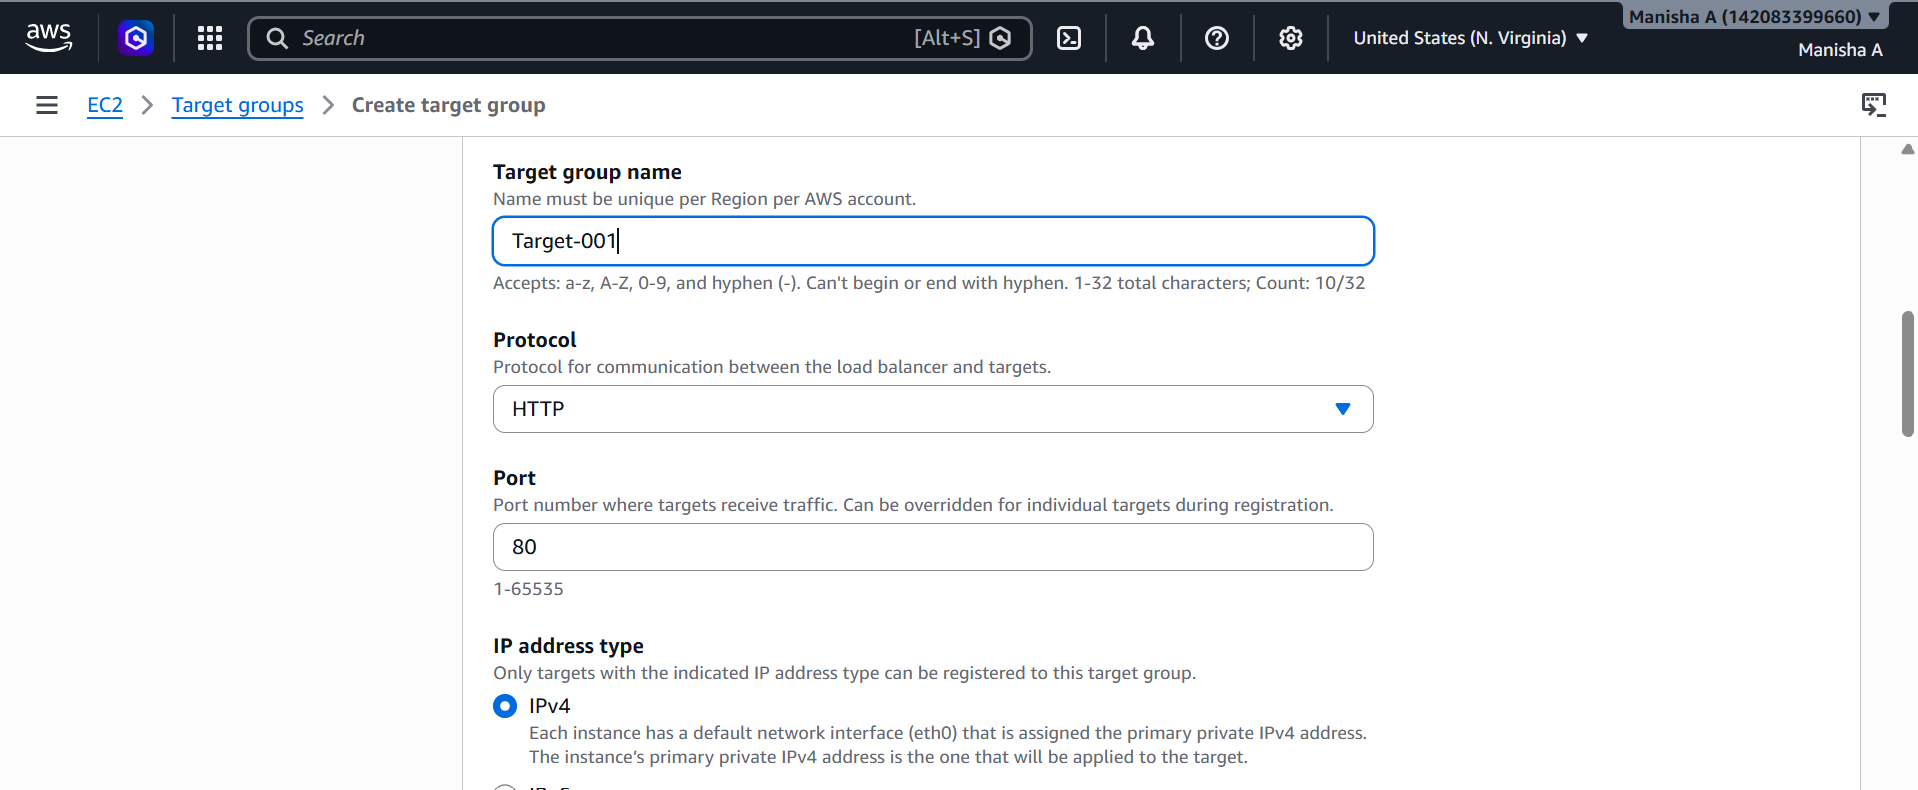 aws
Search [Alt+S]
United States (N. Virginia)
Manisha A (142083399660)
Manisha A
EC2 > Target groups > Create target group
Target group name
Name must be unique per Region per AWS account.
Target-001
Accepts: a-z, A-Z, 0-9, and hyphen (-). Can't begin or end with hyphen. 1-32 total characters; Count: 10/32
Protocol
Protocol for communication between the load balancer and targets.
HTTP
Port
Port number where targets receive traffic. Can be overridden for individual targets during registration.
80
1-65535
IP address type
Only targets with the indicated IP address type can be registered to this target group.
IPv4
Each instance has a default network interface (eth0) that is assigned the primary private IPv4 address.
The instance’s primary private IPv4 address is the one that will be applied to the target.